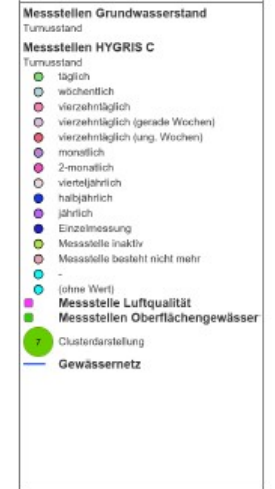 Messstellen Grundwasserstand
Turnusstand
Messstellen HYGRIS C
Turnusstand
täglich
wöchentlich
vierzehntäglich
vierzehntäglich (gerade Wochen)
vierzehntäglich (ung. Wochen)
monatlich
2-monatlich
vierteljährlich
halbjährlich
jährlich
Einzelmessung
Messstelle inaktiv
Messstelle besteht nicht mehr
-
(ohne Wert)
Messstelle Luftqualität
Messstellen Oberflächengewässer
7 Clusterdarstellung
Gewässernetz